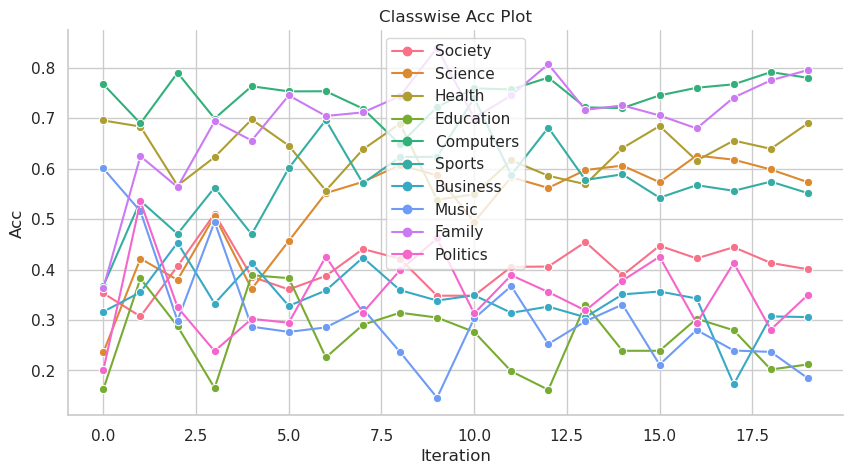 Classwise Acc Plot
Society
Science
Health
Education
Computers
Sports
Business
Music
Family
Politics
Acc
0.8
0.7
0.6
0.5
0.4
0.3
0.2
0.0
2.5
5.0
7.5
10.0
12.5
15.0
17.5
Iteration